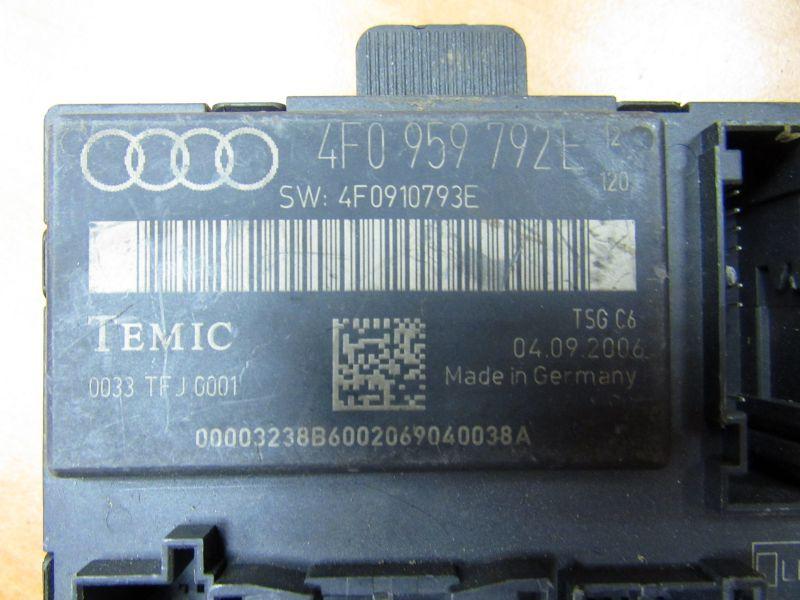 4F0 959 792E 12
SW: 4F0910793E 120
TEMIC
TSG C6
04.09.2006
0033 TFJ G001
Made in Germany
00003238B6002069040038A